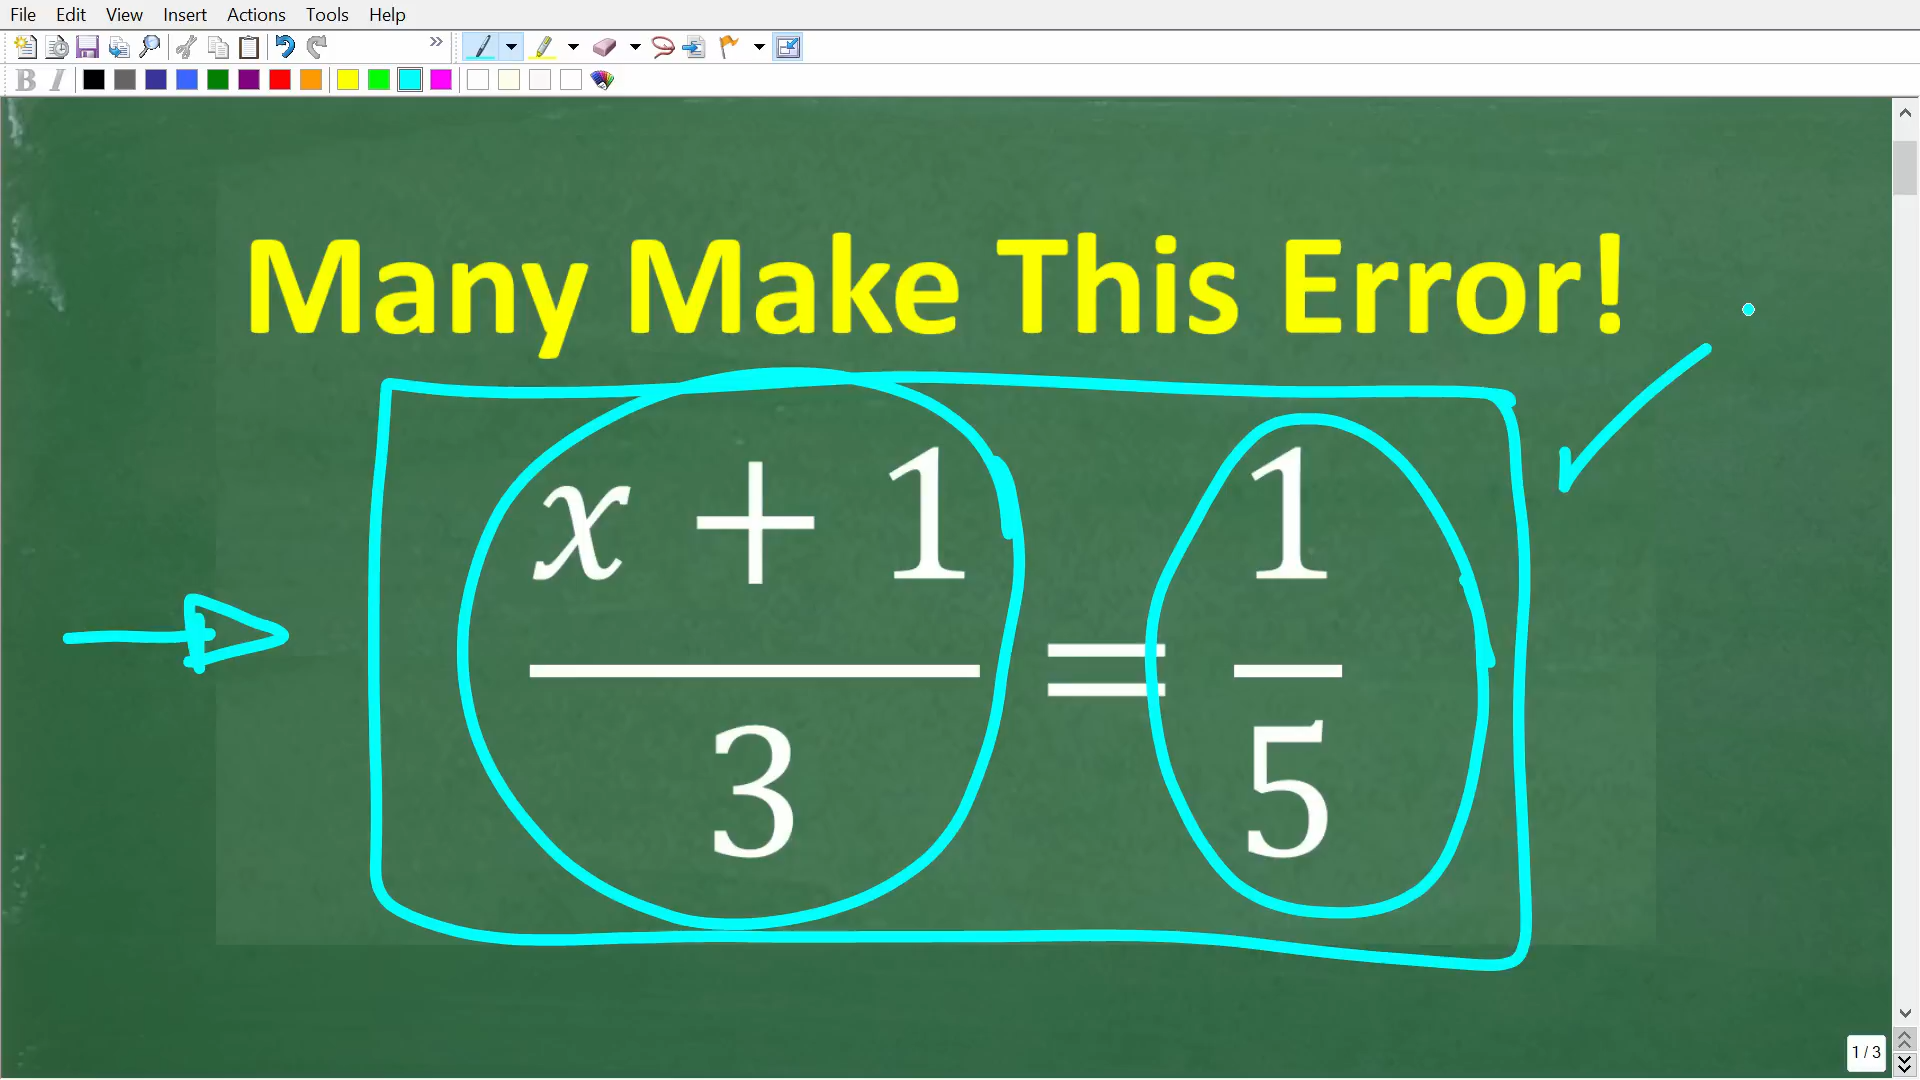 File Edit View Insert Actions Tools Help
B I
Many Make This Error!
x + 1
3
=
1
5
1 / 3